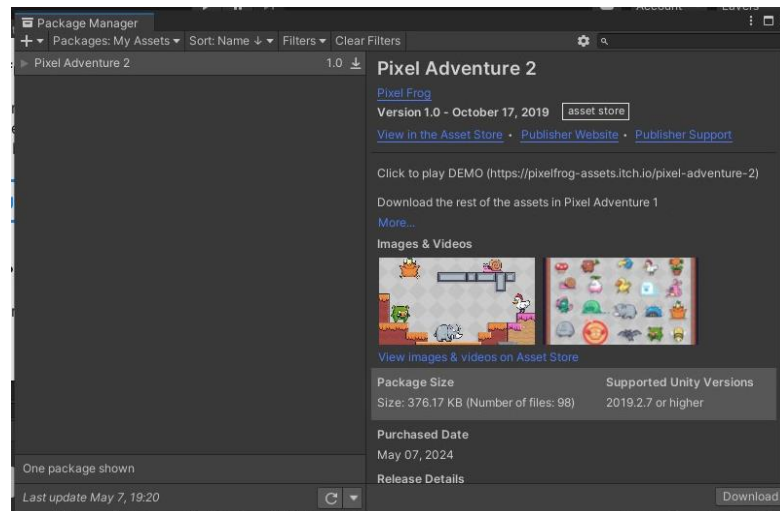 Account
Layers
Package Manager
Packages: My Assets Sort: Name ↓ Filters Clear Filters
Pixel Adventure 2 1.0
One package shown
Last update May 7, 19:20
Pixel Adventure 2
Pixel Frog
Version 1.0 - October 17, 2019 asset store
View in the Asset Store • Publisher Website • Publisher Support
Click to play DEMO (https://pixelfrog-assets.itch.io/pixel-adventure-2)
Download the rest of the assets in Pixel Adventure 1
More...
Images & Videos
View images & videos on Asset Store
Package Size Supported Unity Versions
Size: 376.17 KB (Number of files: 98) 2019.2.7 or higher
Purchased Date
May 07, 2024
Release Details
Download